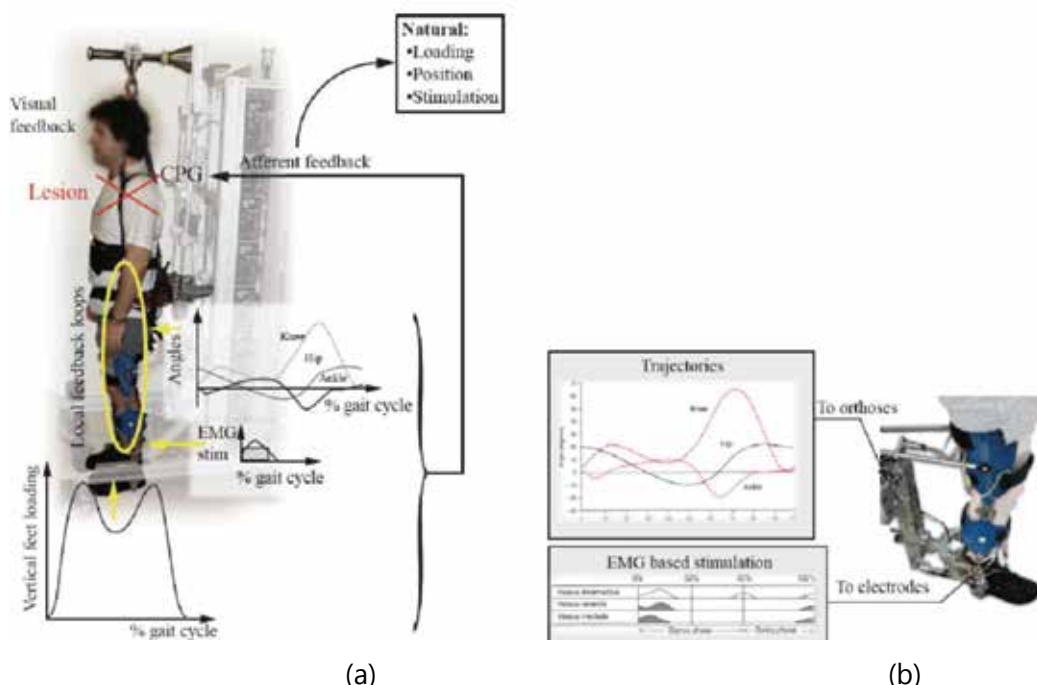 Natural:
•Loading
•Position
•Stimulation
Visual
feedback
Afferent feedback
CPG
Lesion
Local feedback loops
Angles
Knee
Hip
Ankle
% gait cycle
EMG
stim
% gait cycle
Vertical feet loading
% gait cycle
(a)
Trajectories
Knee
Hip
Ankle
To orthoses
EMG based stimulation
To electrodes
(b)